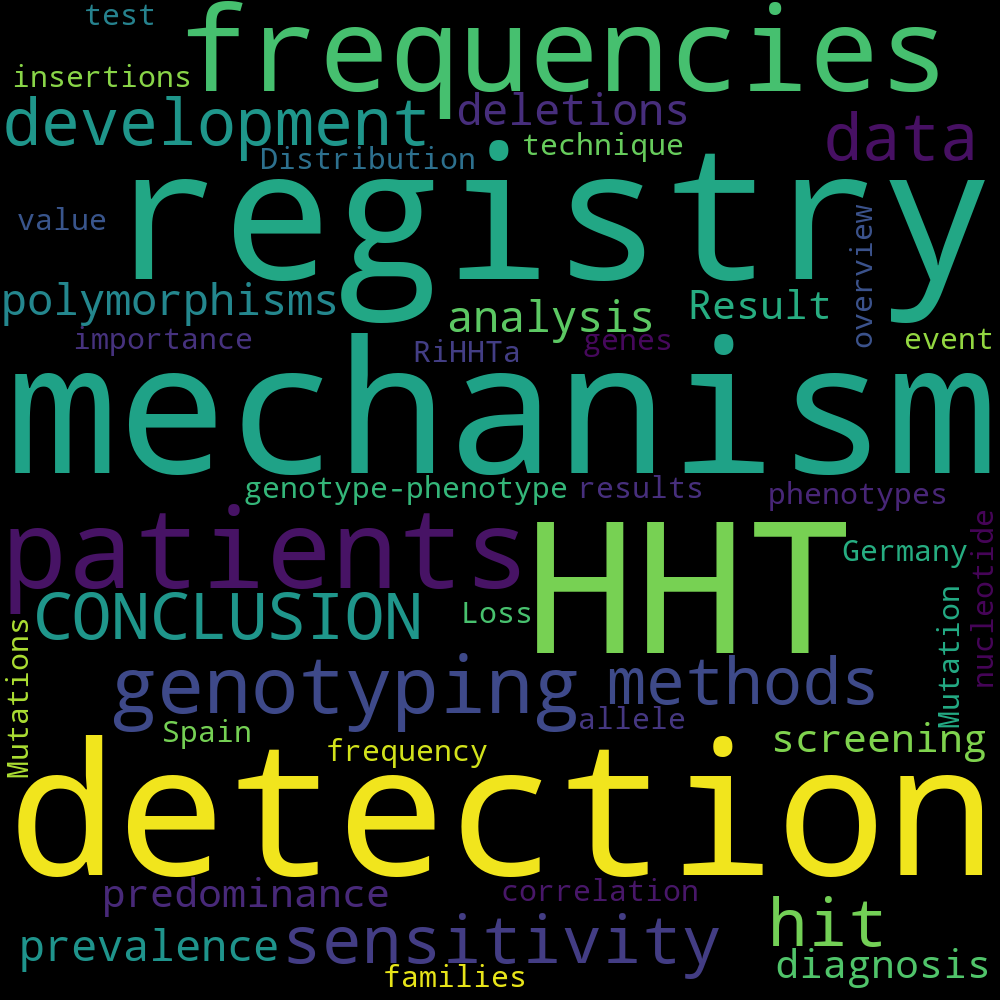 test
frequencies
insertions
development
deletions
data
technique
Distribution
registry
value
overview
polymorphisms
analysis
Result
importance
RiHHTa
genes
event
mechanism
genotype-phenotype
results
phenotypes
patients
HHT
nucleotide
Germany
CONCLUSION
Loss
Mutation
Mutations
genotyping
methods
allele
Spain
frequency
screening
detection
predominance
correlation
hit
prevalence
sensitivity
diagnosis
families